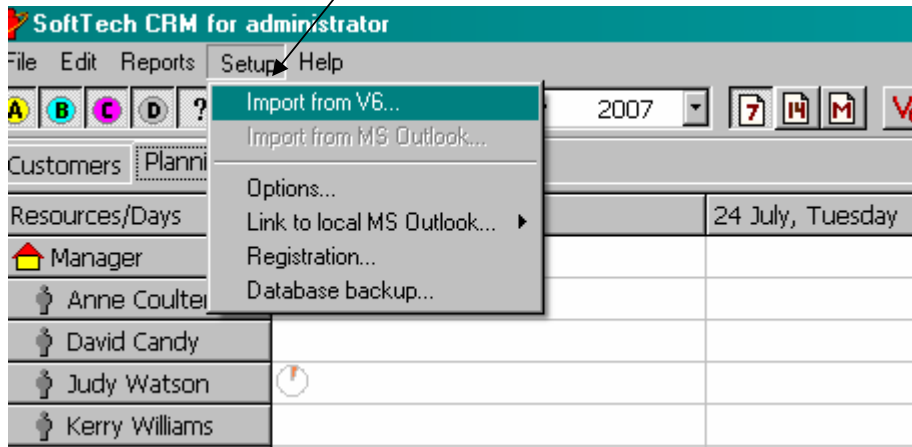 SoftTech CRM for administrator
File Edit Reports Setup Help
A B C D ? 2007 7 14 M
Import from V6...
Import from MS Outlook...
Customers
Options...
Resources/Days 24 July, Tuesday
Link to local MS Outlook...
Manager
Registration...
Anne Coulter
Database backup...
David Candy
Judy Watson
Kerry Williams